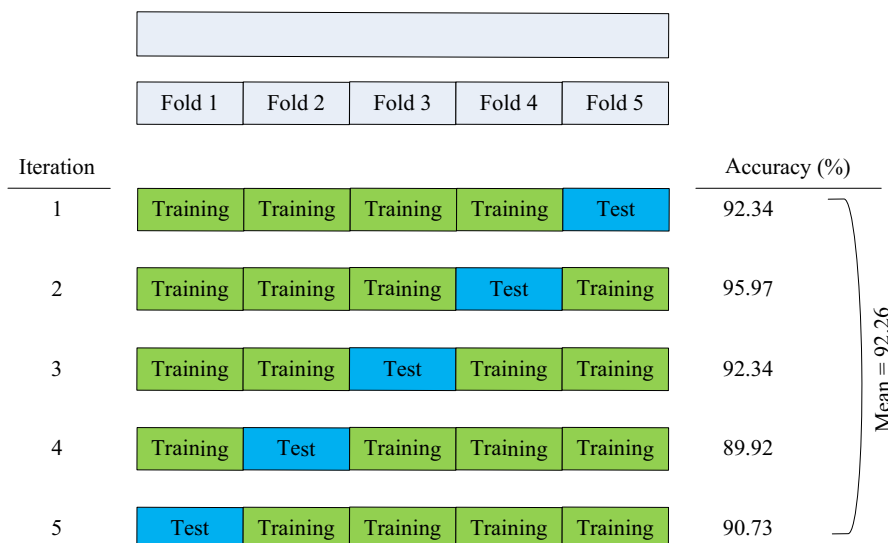 Fold 1 Fold 2 Fold 3 Fold 4 Fold 5
Iteration Accuracy (%)
1 Training Training Training Training Test 92.34
2 Training Training Training Test Training 95.97
3 Training Training Test Training Training 92.34
4 Training Test Training Training Training 89.92
5 Test Training Training Training Training 90.73
Mean = 92.26